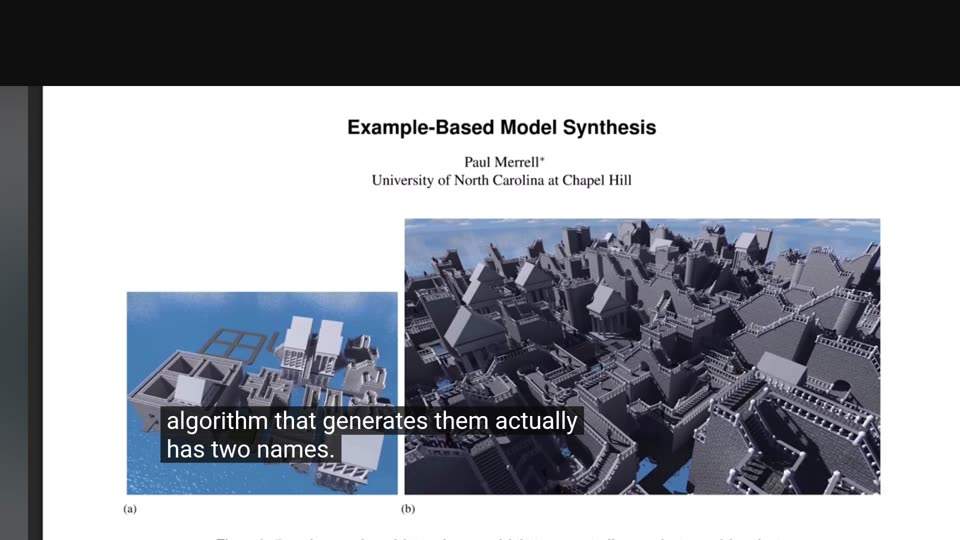 Example-Based Model Synthesis
Paul Merrell*
University of North Carolina at Chapel Hill
algorithm that generates them actually
has two names.
(a)
(b)